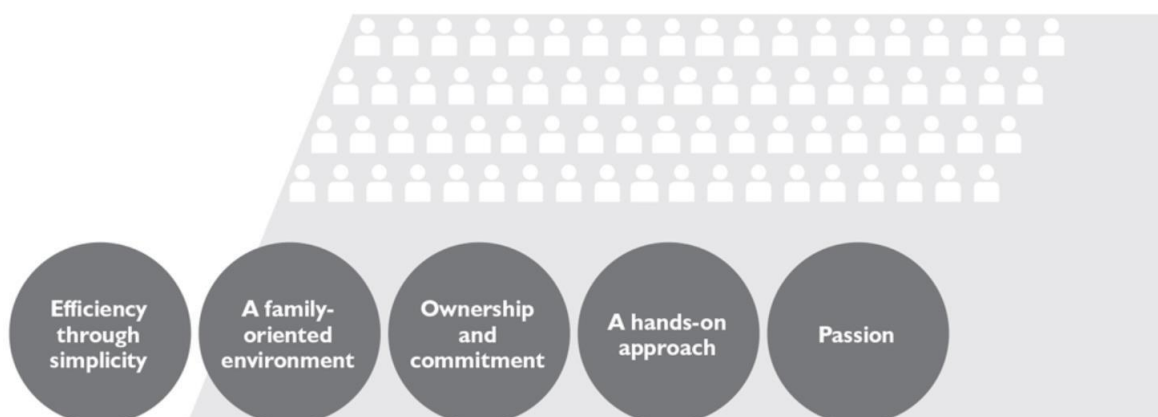 Efficiency
through
simplicity
A family-
oriented
environment
Ownership
and
commitment
A hands-on
approach
Passion